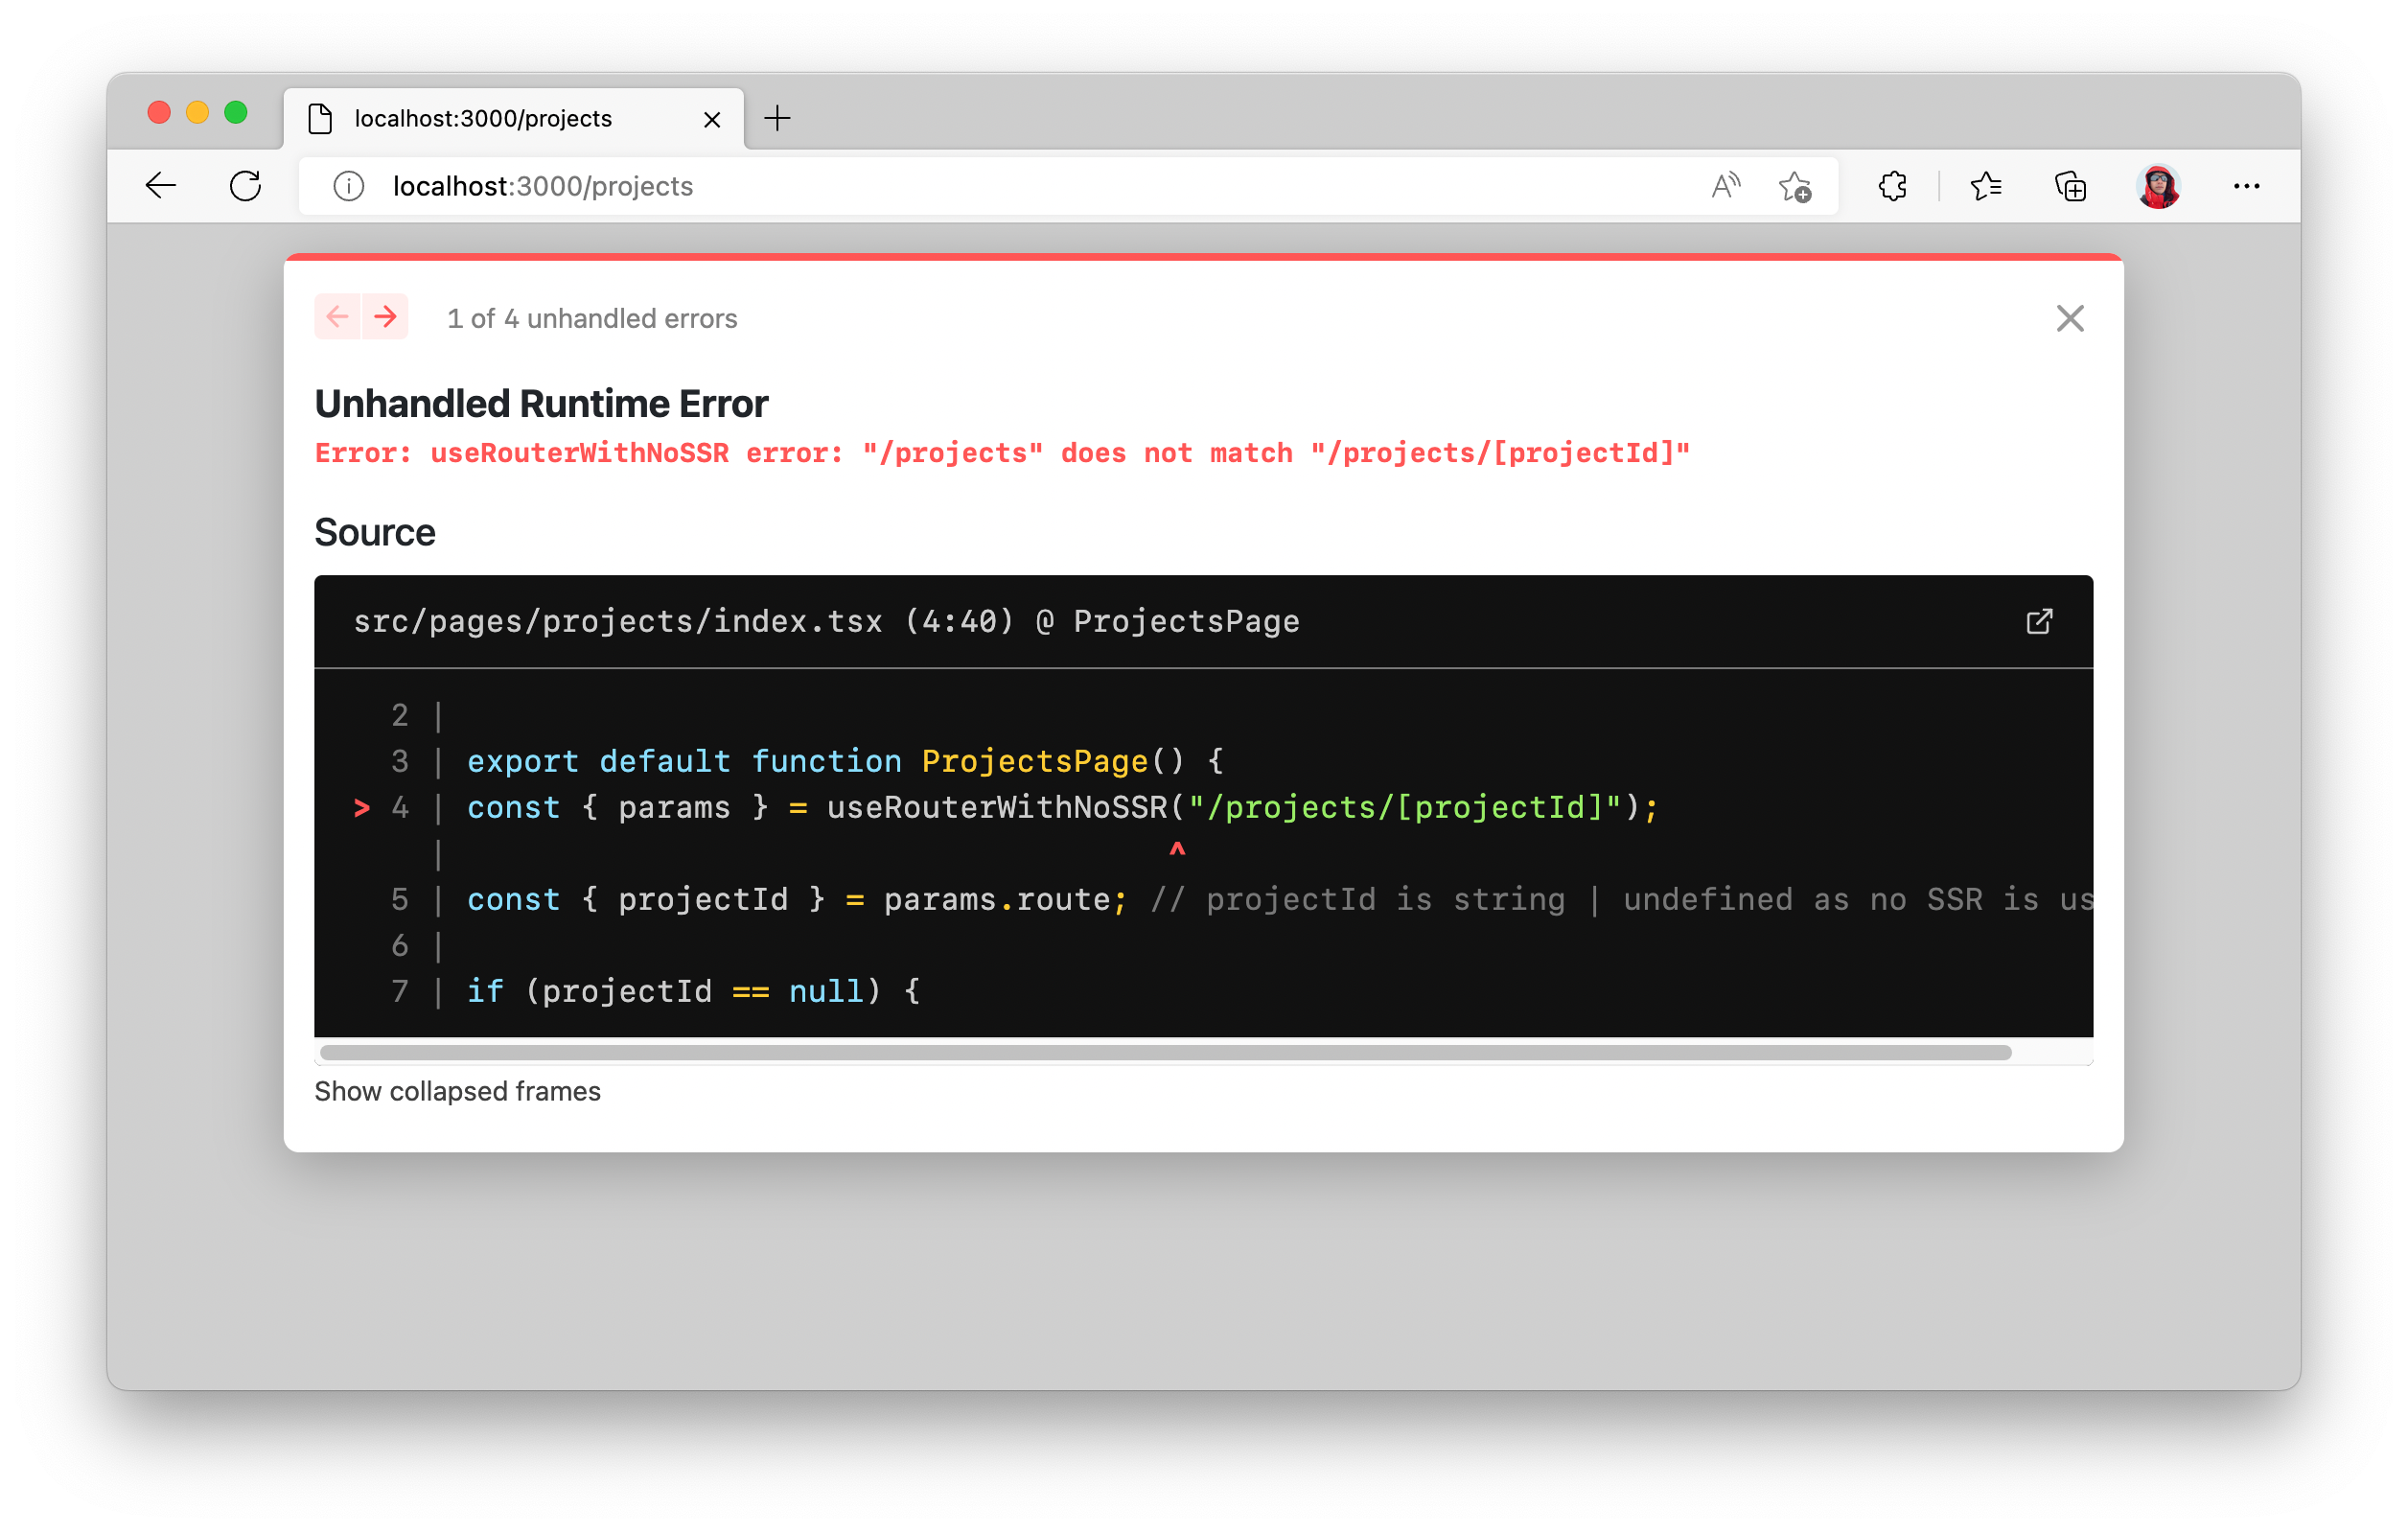 localhost:3000/projects
localhost:3000/projects
1 of 4 unhandled errors
Unhandled Runtime Error
Error: useRouterWithNoSSR error: "/projects" does not match "/projects/[projectId]"
Source
src/pages/projects/index.tsx (4:40) @ ProjectsPage
2 |
3 | export default function ProjectsPage() {
> 4 | const { params } = useRouterWithNoSSR("/projects/[projectId]");
| ^
5 | const { projectId } = params.route; // projectId is string | undefined as no SSR is us
6 |
7 | if (projectId == null) {
Show collapsed frames